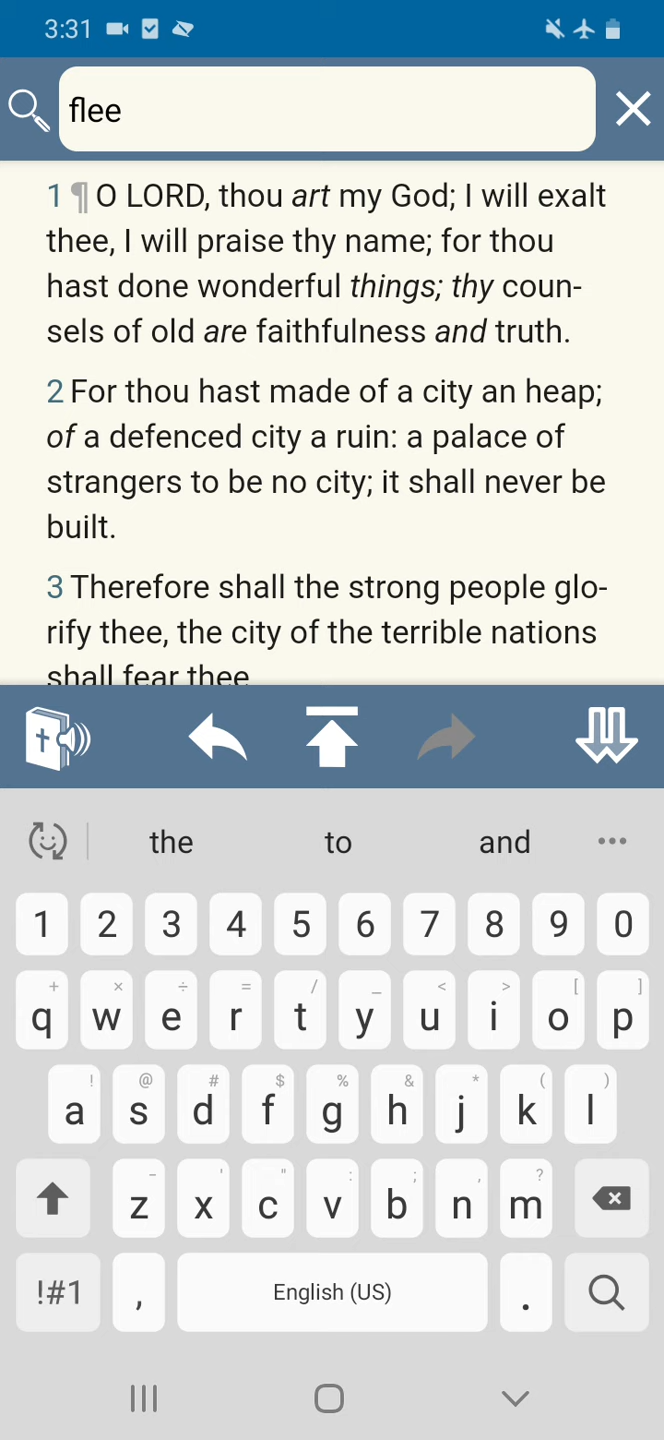 3:31
flee
1 ¶ O LORD, thou art my God; I will exalt
thee, I will praise thy name; for thou
hast done wonderful things; thy coun-
sels of old are faithfulness and truth.
2 For thou hast made of a city an heap;
of a defenced city a ruin: a palace of
strangers to be no city; it shall never be
built.
3 Therefore shall the strong people glo-
rify thee, the city of the terrible nations
shall fear thee
the to and ...
1 2 3 4 5 6 7 8 9 0
+ × ÷ = / _ < > [ ]
q w e r t y u i o p
! @ # $ % & * ( )
a s d f g h j k l
- ' " : ; , ?
z x c v b n m
!#1 , English (US) .